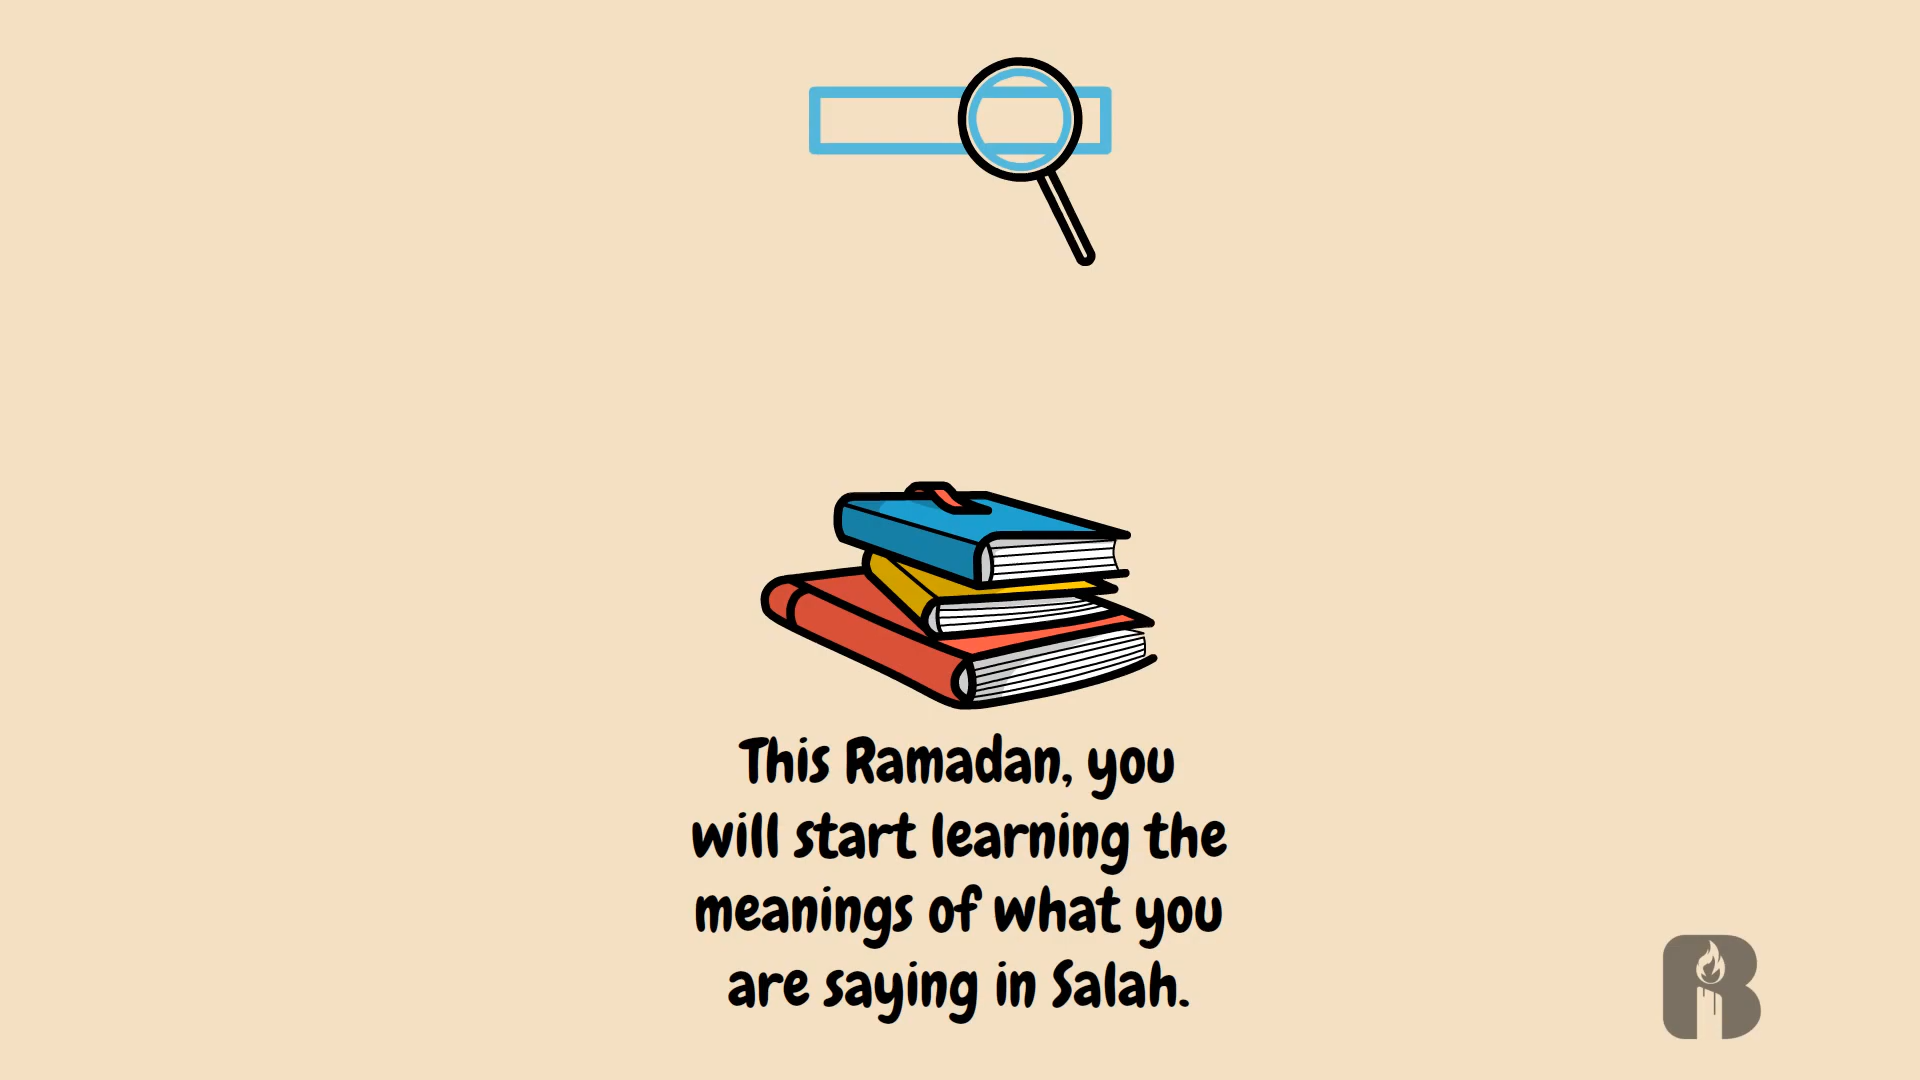 This Ramadan, you
will start learning the
meanings of what you
are saying in Salah.
B